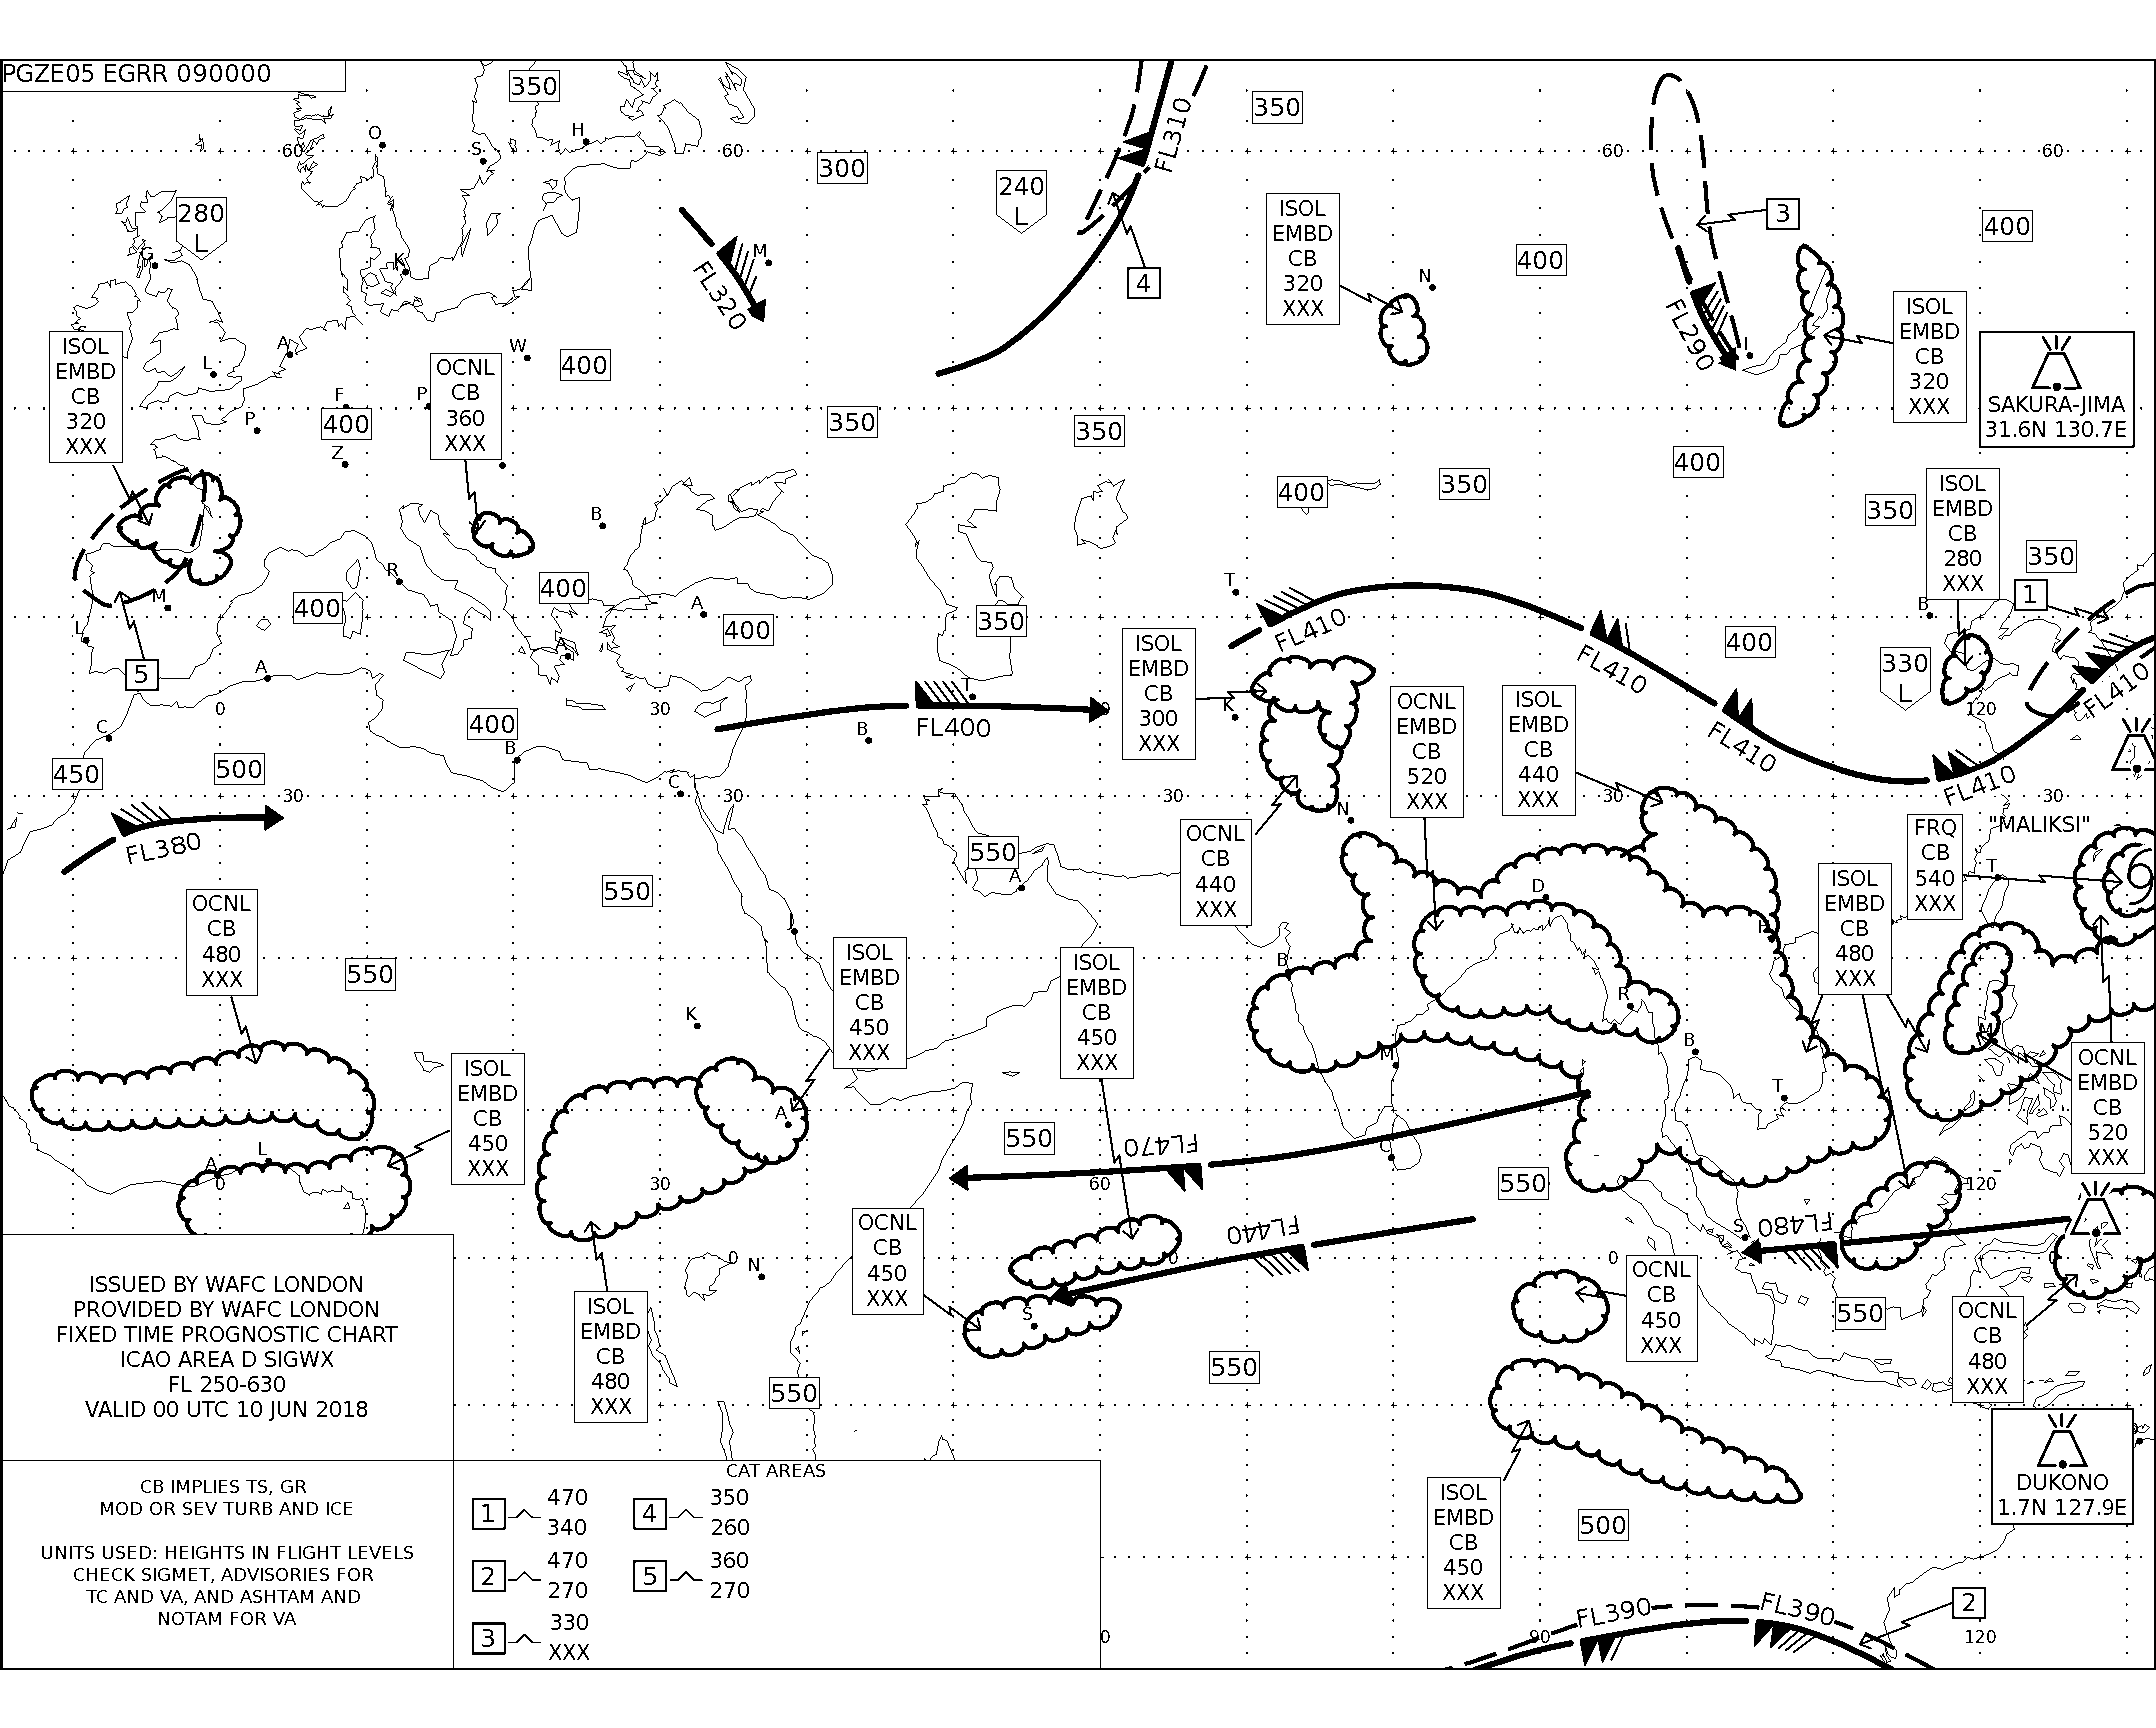 PGZE05 EGRR 090000
350
350
300
240
L
280
L
400
400
350
350
400
400
400
350
400
350
350
400
400
400
350
400
400
330
L
400
450
500
550
550
550
550
550
550
550
550
500
60
60
60
60
30
30
30
30
0
30
0
120
0
30
60
120
0
0
0
0
90
120
O
S
H
G
K
M
L
A
W
F
P
P
Z
B
R
M
L
A
A
A
C
B
C
T
B
T
K
N
N
I
B
A
J
K
A
A
L
N
S
B
M
D
R
B
T
H
T
M
S
FL310
FL320
FL290
FL410
FL410
FL410
FL410
FL410
FL400
FL380
FL470
FL440
FL480
FL390
FL390
ISOL
EMBD
CB
320
XXX
ISOL
EMBD
CB
320
XXX
OCNL
CB
360
XXX
ISOL
EMBD
CB
320
XXX
3
4
5
1
2
SAKURA-JIMA
31.6N 130.7E
ISOL
EMBD
CB
280
XXX
ISOL
EMBD
CB
300
XXX
OCNL
EMBD
CB
520
XXX
ISOL
EMBD
CB
440
XXX
OCNL
CB
440
XXX
FRQ
CB
540
XXX
"MALIKSI"
ISOL
EMBD
CB
480
XXX
OCNL
CB
480
XXX
ISOL
EMBD
CB
450
XXX
ISOL
EMBD
CB
450
XXX
ISOL
EMBD
CB
450
XXX
OCNL
EMBD
CB
520
XXX
OCNL
CB
450
XXX
OCNL
CB
450
XXX
OCNL
CB
480
XXX
ISOL
EMBD
CB
480
XXX
ISOL
EMBD
CB
450
XXX
DUKONO
1.7N 127.9E
ISSUED BY WAFC LONDON
PROVIDED BY WAFC LONDON
FIXED TIME PROGNOSTIC CHART
ICAO AREA D SIGWX
FL 250-630
VALID 00 UTC 10 JUN 2018
CB IMPLIES TS, GR
MOD OR SEV TURB AND ICE
UNITS USED: HEIGHTS IN FLIGHT LEVELS
CHECK SIGMET, ADVISORIES FOR
TC AND VA, AND ASHTAM AND
NOTAM FOR VA
CAT AREAS
1 470
340
2 470
270
3 330
XXX
4 350
260
5 360
270